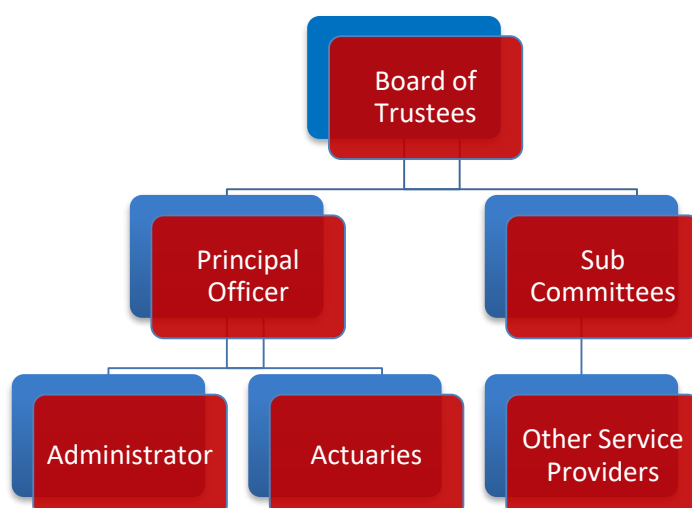 Board of
Trustees
Principal
Officer
Sub
Committees
Administrator
Actuaries
Other Service
Providers